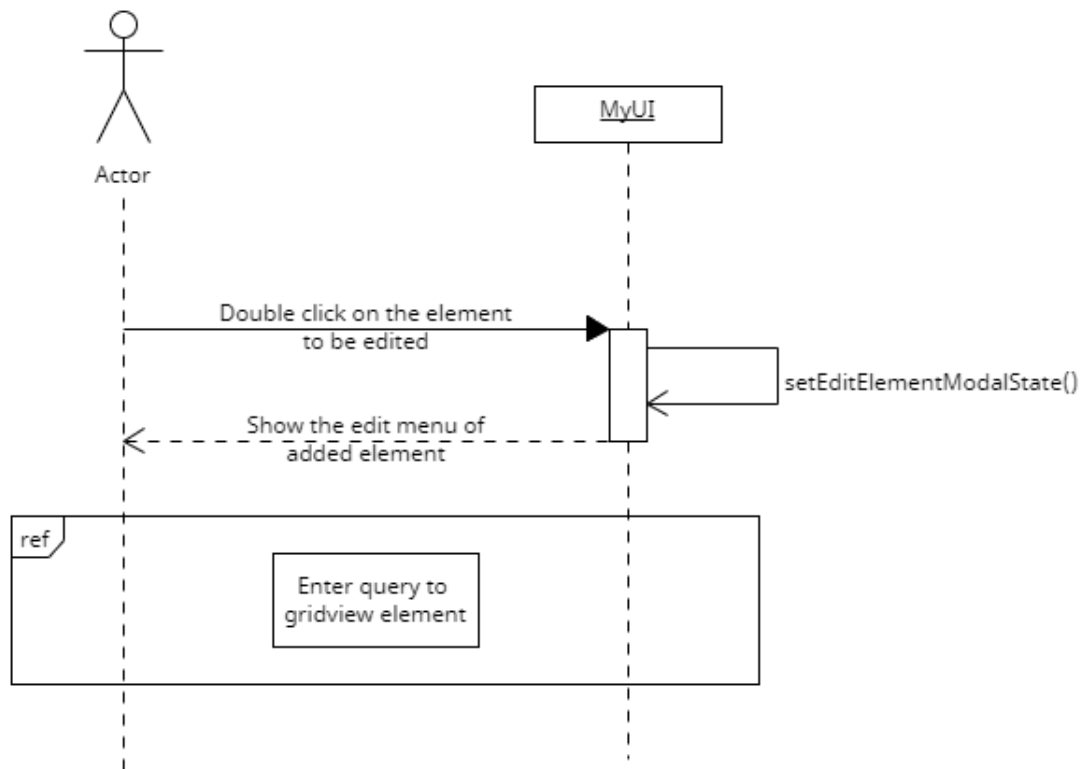 MyUI
Actor
Double click on the element
to be edited
setEditElementModalState()
Show the edit menu of
added element
ref
Enter query to
gridview element